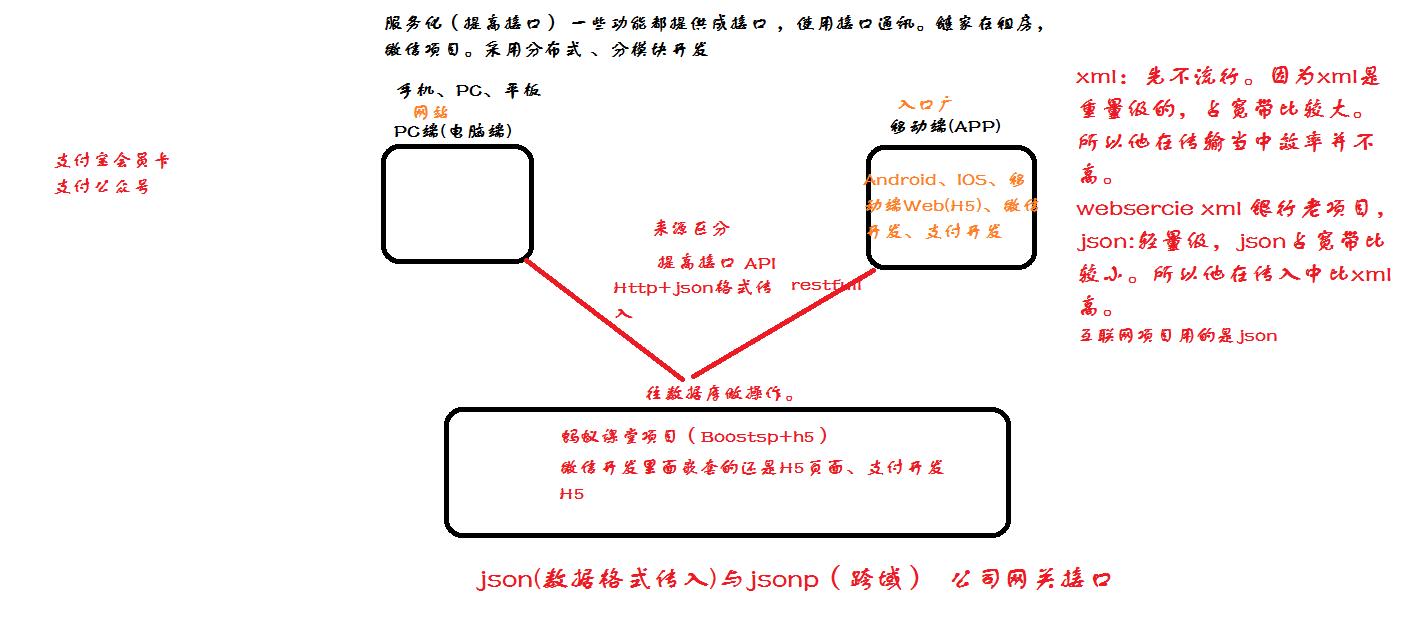 服务化（提高接口） 一些功能都提供成接口，使用接口通讯。链家在租房，
微信项目。采用分布式 、分模块开发
手机、PC、平板
网站
PC端(电脑端)
入口广
移动端(APP)
支付宝会员卡
支付公众号
Android、IOS、移
动端Web(H5)、微信
开发、支付开发
来源区分
提高接口 API
Http+json格式传
入
restfull
往数据库做操作。
蚂蚁课堂项目（Boostsp+h5）
微信开发里面嵌套的还是H5页面、支付开发
H5
json(数据格式传入)与jsonp（跨域） 公司网关接口
xml：先不流行。因为xml是
重量级的，占宽带比较大。
所以他在传输当中效率并不
高。
websercie xml 银行老项目，
json:轻量级，json占宽带比
较小。所以他在传入中比xml
高。
互联网项目用的是json